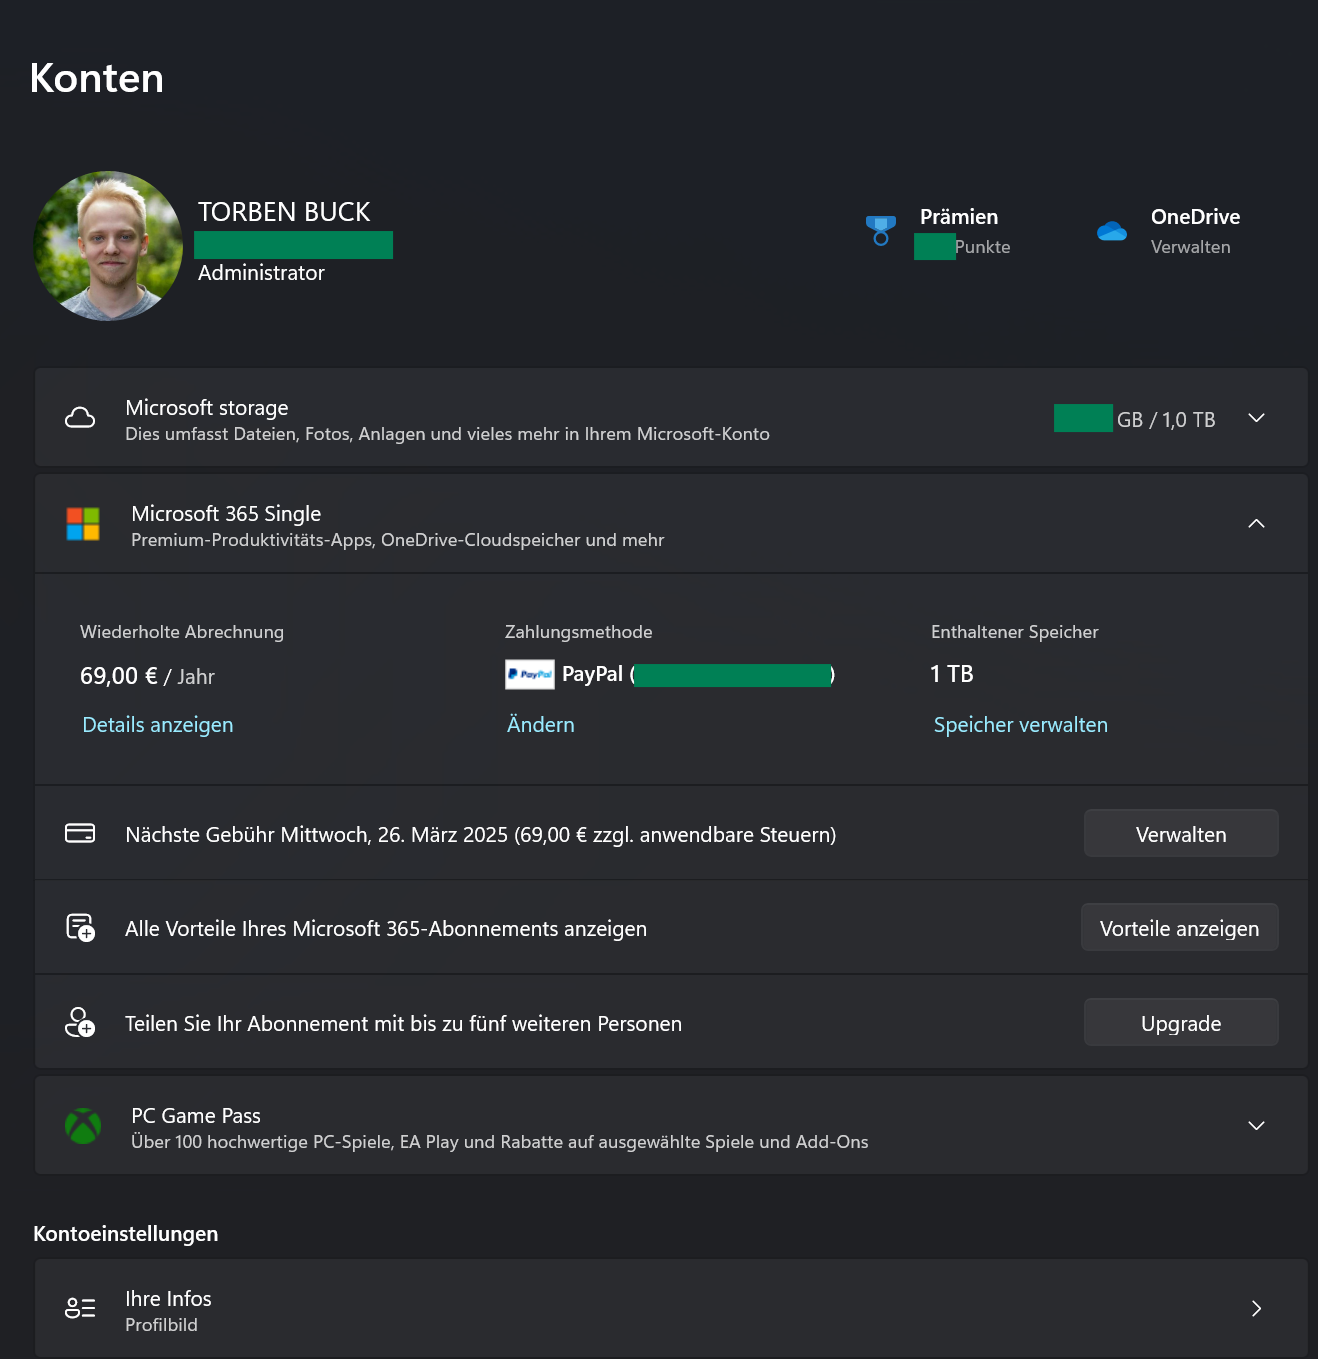 Konten
TORBEN BUCK
Administrator
Prämien
Punkte
OneDrive
Verwalten
Microsoft storage
Dies umfasst Dateien, Fotos, Anlagen und vieles mehr in Ihrem Microsoft-Konto
GB / 1,0 TB
Microsoft 365 Single
Premium-Produktivitäts-Apps, OneDrive-Cloudspeicher und mehr
Wiederholte Abrechnung
69,00 € / Jahr
Details anzeigen
Zahlungsmethode
PayPal PayPal ( )
Ändern
Enthaltener Speicher
1 TB
Speicher verwalten
Nächste Gebühr Mittwoch, 26. März 2025 (69,00 € zzgl. anwendbare Steuern)
Verwalten
Alle Vorteile Ihres Microsoft 365-Abonnements anzeigen
Vorteile anzeigen
Teilen Sie Ihr Abonnement mit bis zu fünf weiteren Personen
Upgrade
PC Game Pass
Über 100 hochwertige PC-Spiele, EA Play und Rabatte auf ausgewählte Spiele und Add-Ons
Kontoeinstellungen
Ihre Infos
Profilbild